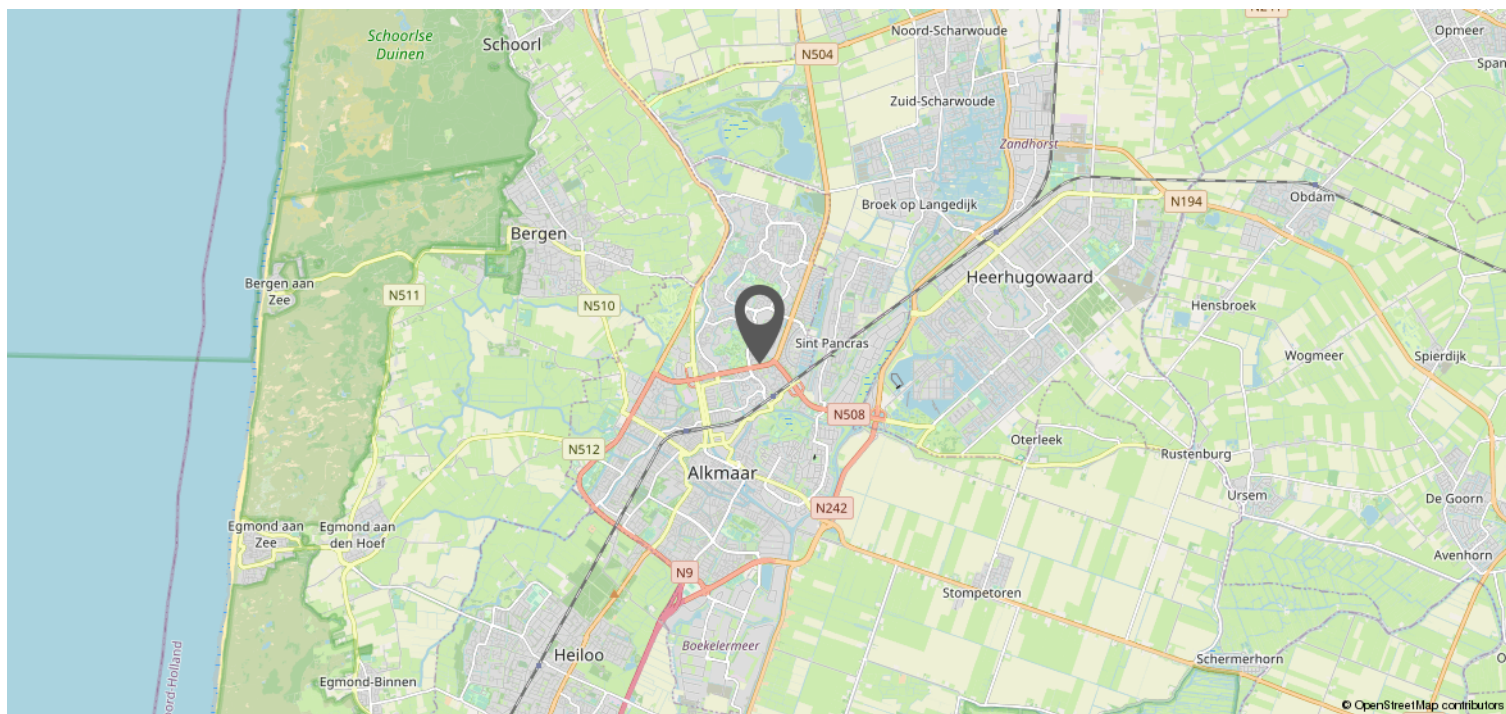 Schoorlse
Duinen
Schoorl
N504
Noord-Scharwoude
Opmeer
Span
Zuid-Scharwoude
Zandhorst
N194
Obdam
Broek op Langedijk
Bergen
Heerhugowaard
Bergen aan
Zee
N511
N510
Hensbroek
Sint Pancras
Wogmeer
Spierdijk
N508
Oterleek
N512
Rustenburg
Alkmaar
Ursem
De Goorn
N242
Egmond aan
Zee
Egmond aan
den Hoef
Avenhorn
N9
Stompetoren
Boekelermeer
Heiloo
Schermerhorn
Egmond-Binnen
ord-Holland
O
© OpenStreetMap contributors